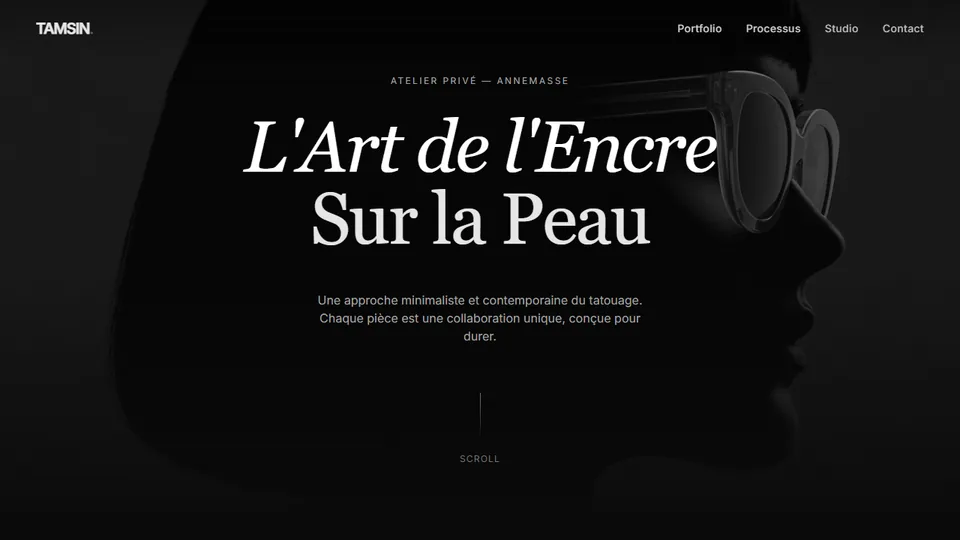 TAMSIN.
Portfolio Processus Studio Contact
ATELIER PRIVÉ — ANNEMASSE
L'Art de l'Encre
Sur la Peau
Une approche minimaliste et contemporaine du tatouage.
Chaque pièce est une collaboration unique, conçue pour
durer.
SCROLL